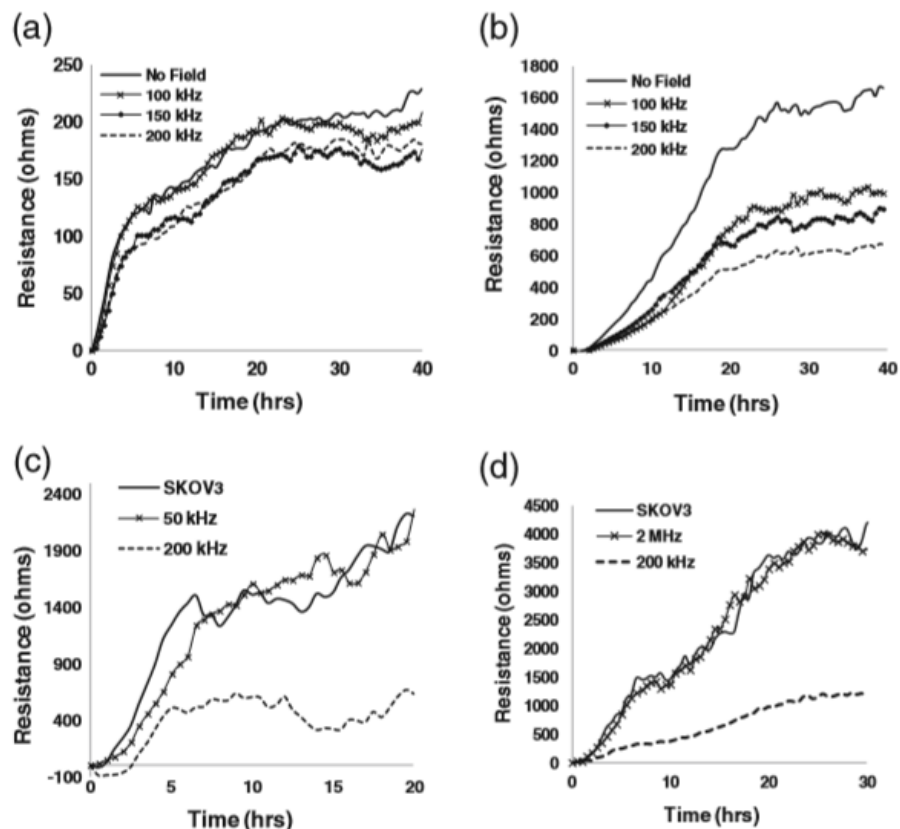 (a)
250
200
150
100
50
0
Resistance (ohms)
No Field
100 kHz
150 kHz
200 kHz
0 10 20 30 40
Time (hrs)
(b)
1800
1600
1400
1200
1000
800
600
400
200
0
Resistance (ohms)
No Field
100 kHz
150 kHz
200 kHz
0 10 20 30 40
Time (hrs)
(c)
2400
1900
1400
900
400
-100
Resistance (ohms)
SKOV3
50 kHz
200 kHz
0 5 10 15 20
Time (hrs)
(d)
4500
4000
3500
3000
2500
2000
1500
1000
500
0
Resistance (ohms)
SKOV3
2 MHz
200 kHz
0 10 20 30
Time (hrs)